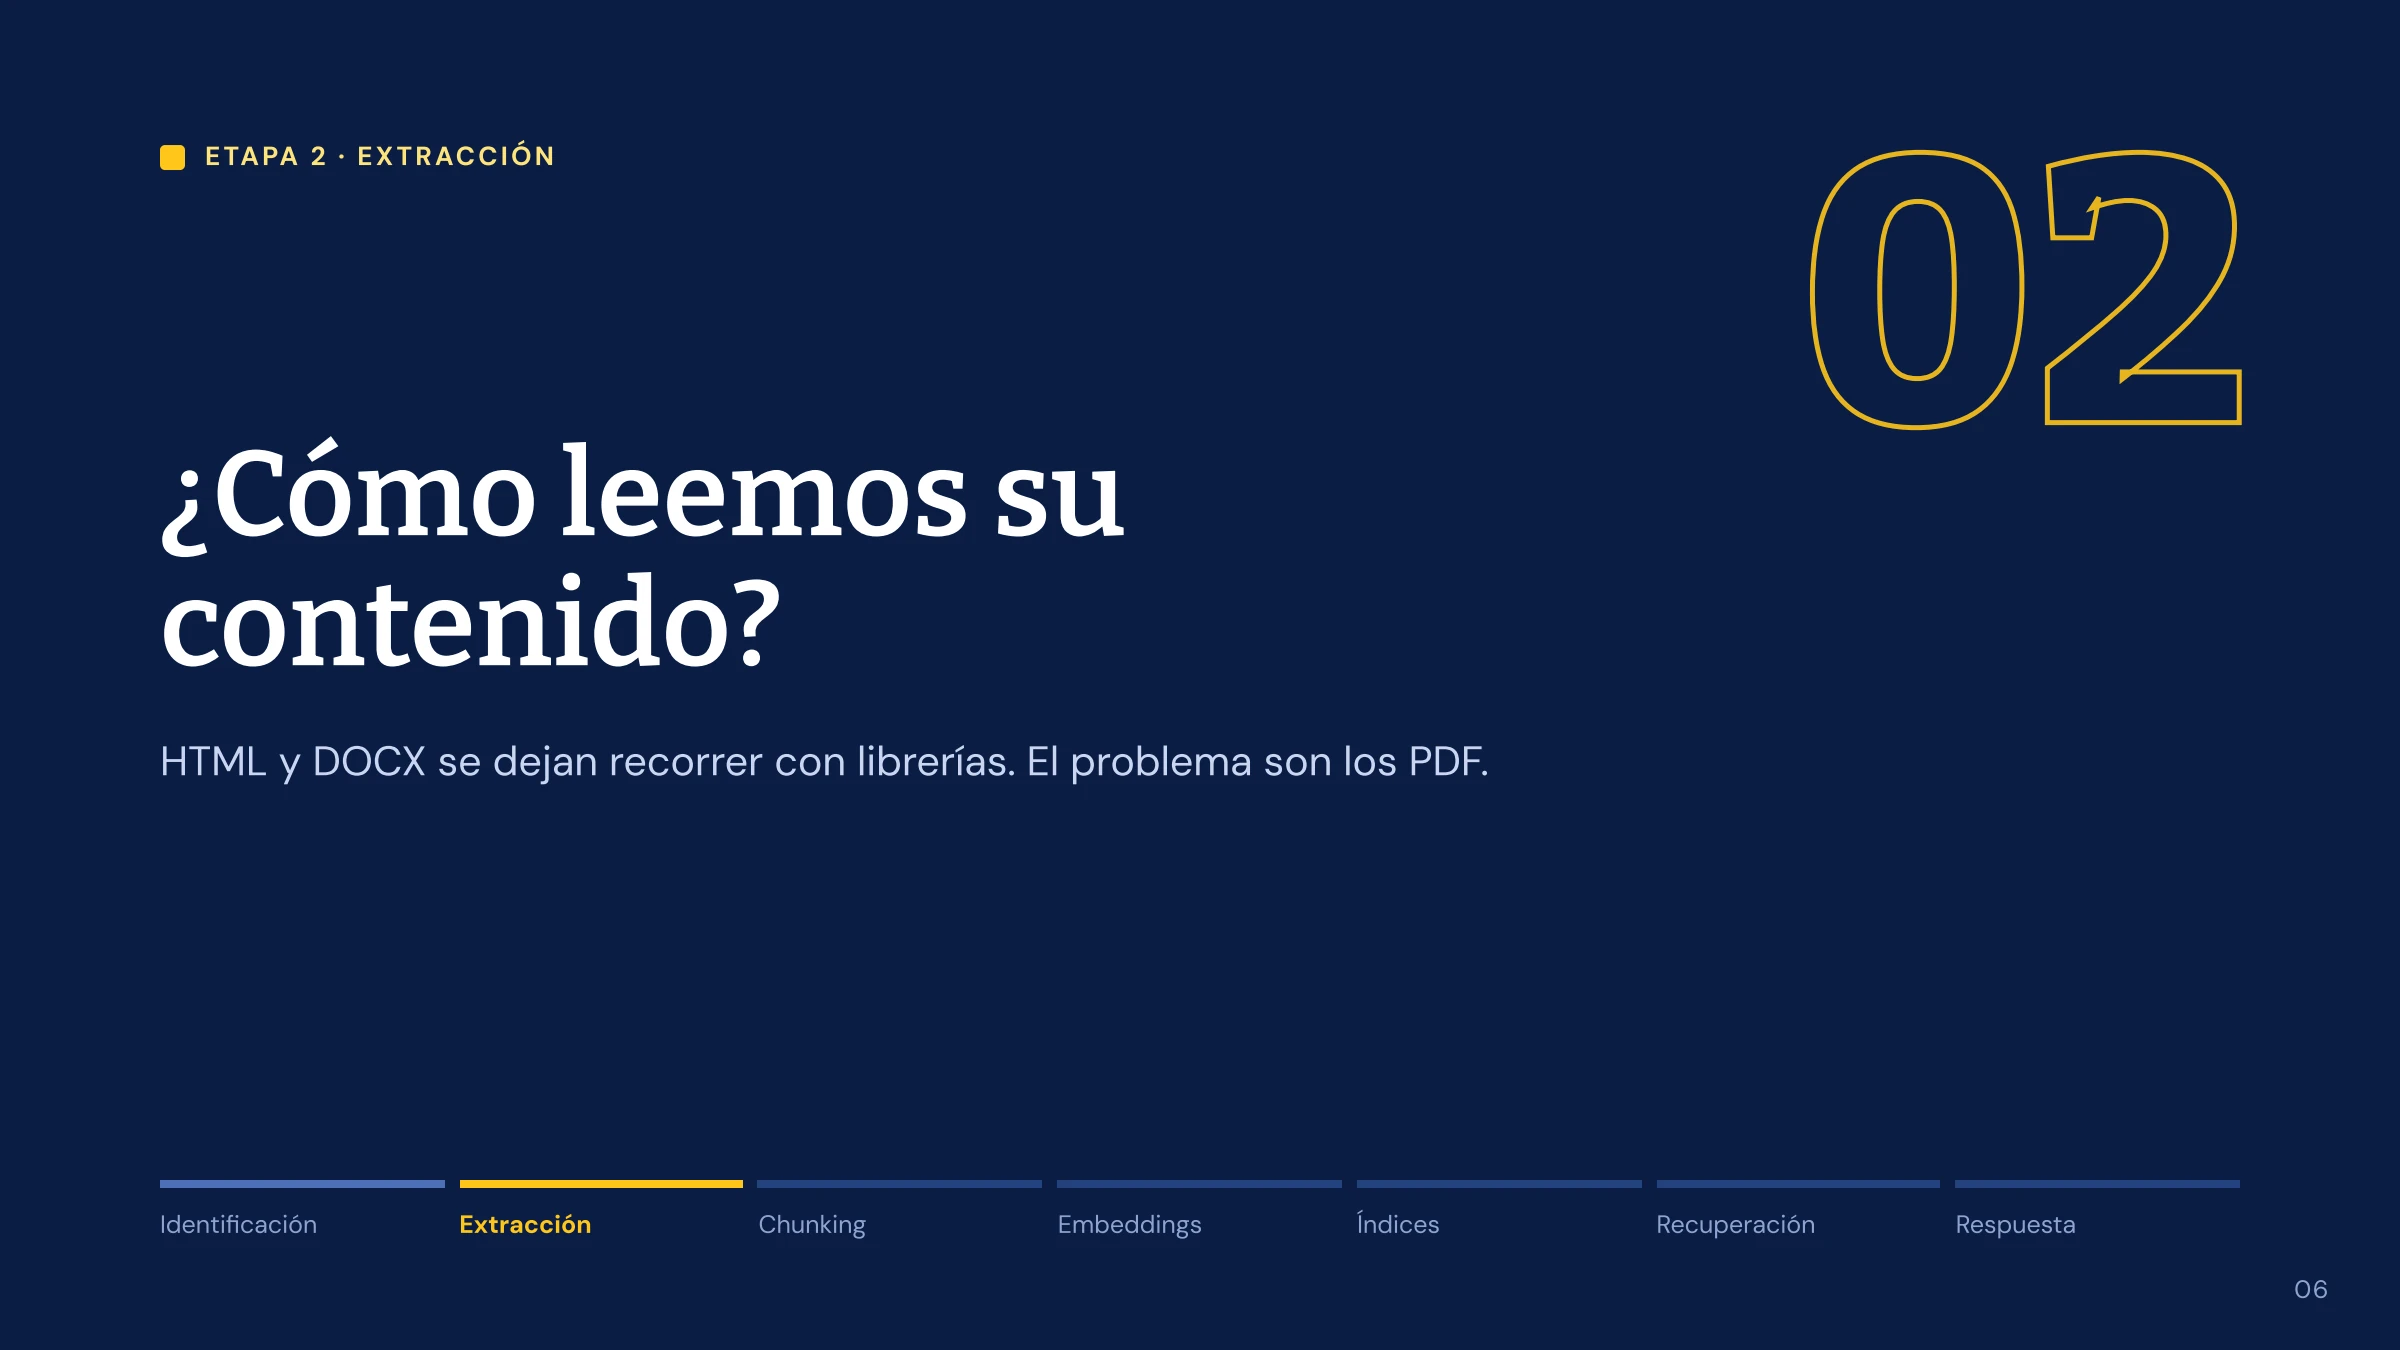 ETAPA 2 · EXTRACCIÓN
02
¿Cómo leemos su
contenido?
HTML y DOCX se dejan recorrer con librerías. El problema son los PDF.
Identificación
Extracción
Chunking
Embeddings
Índices
Recuperación
Respuesta
06